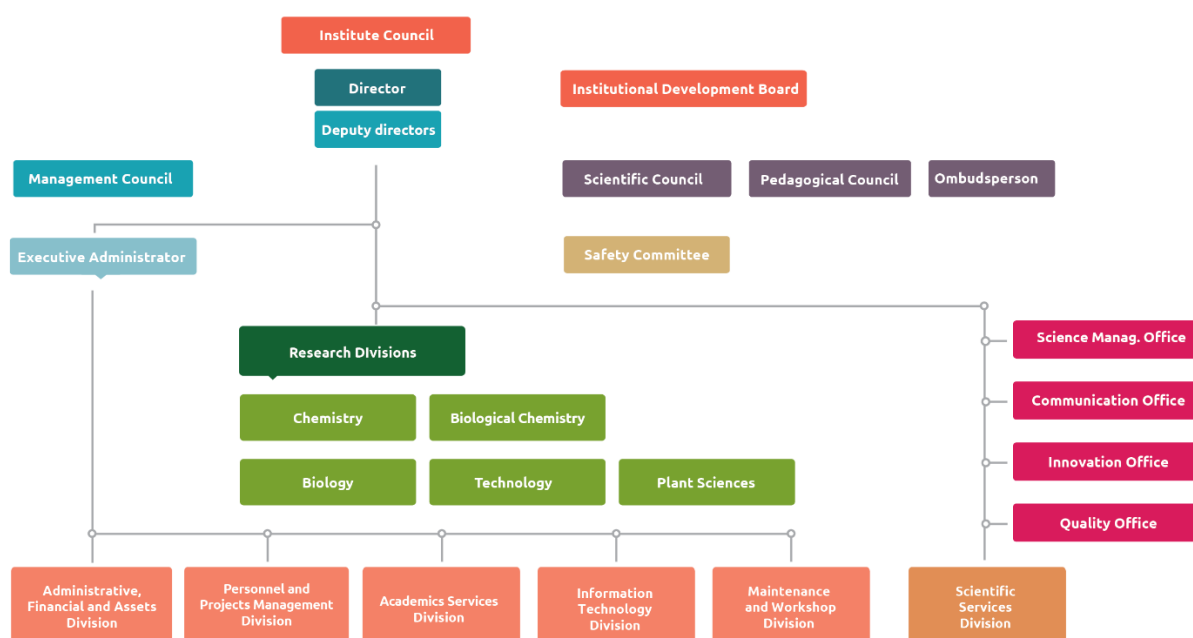 Institute Council
Director
Institutional Development Board
Deputy directors
Management Council
Scientific Council
Pedagogical Council
Ombudsperson
Executive Administrator
Safety Committee
Research DIvisions
Science Manag. Office
Chemistry
Biological Chemistry
Communication Office
Biology
Technology
Plant Sciences
Innovation Office
Quality Office
Administrative,
Financial and Assets
Division
Personnel and
Projects Management
Division
Academics Services
Division
Information
Technology
Division
Maintenance
and Workshop
Division
Scientific
Services
Division